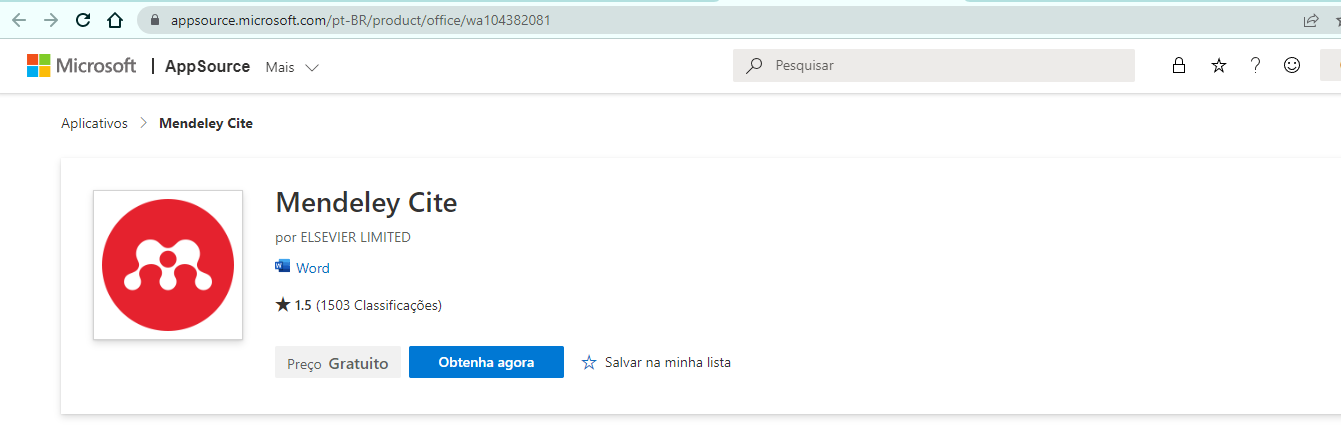 appsource.microsoft.com/pt-BR/product/office/wa104382081
Microsoft | AppSource Mais Pesquisar ?
Aplicativos > Mendeley Cite
Mendeley Cite
por ELSEVIER LIMITED
Word
★ 1.5 (1503 Classificações)
Preço Gratuito Obtenha agora ☆ Salvar na minha lista